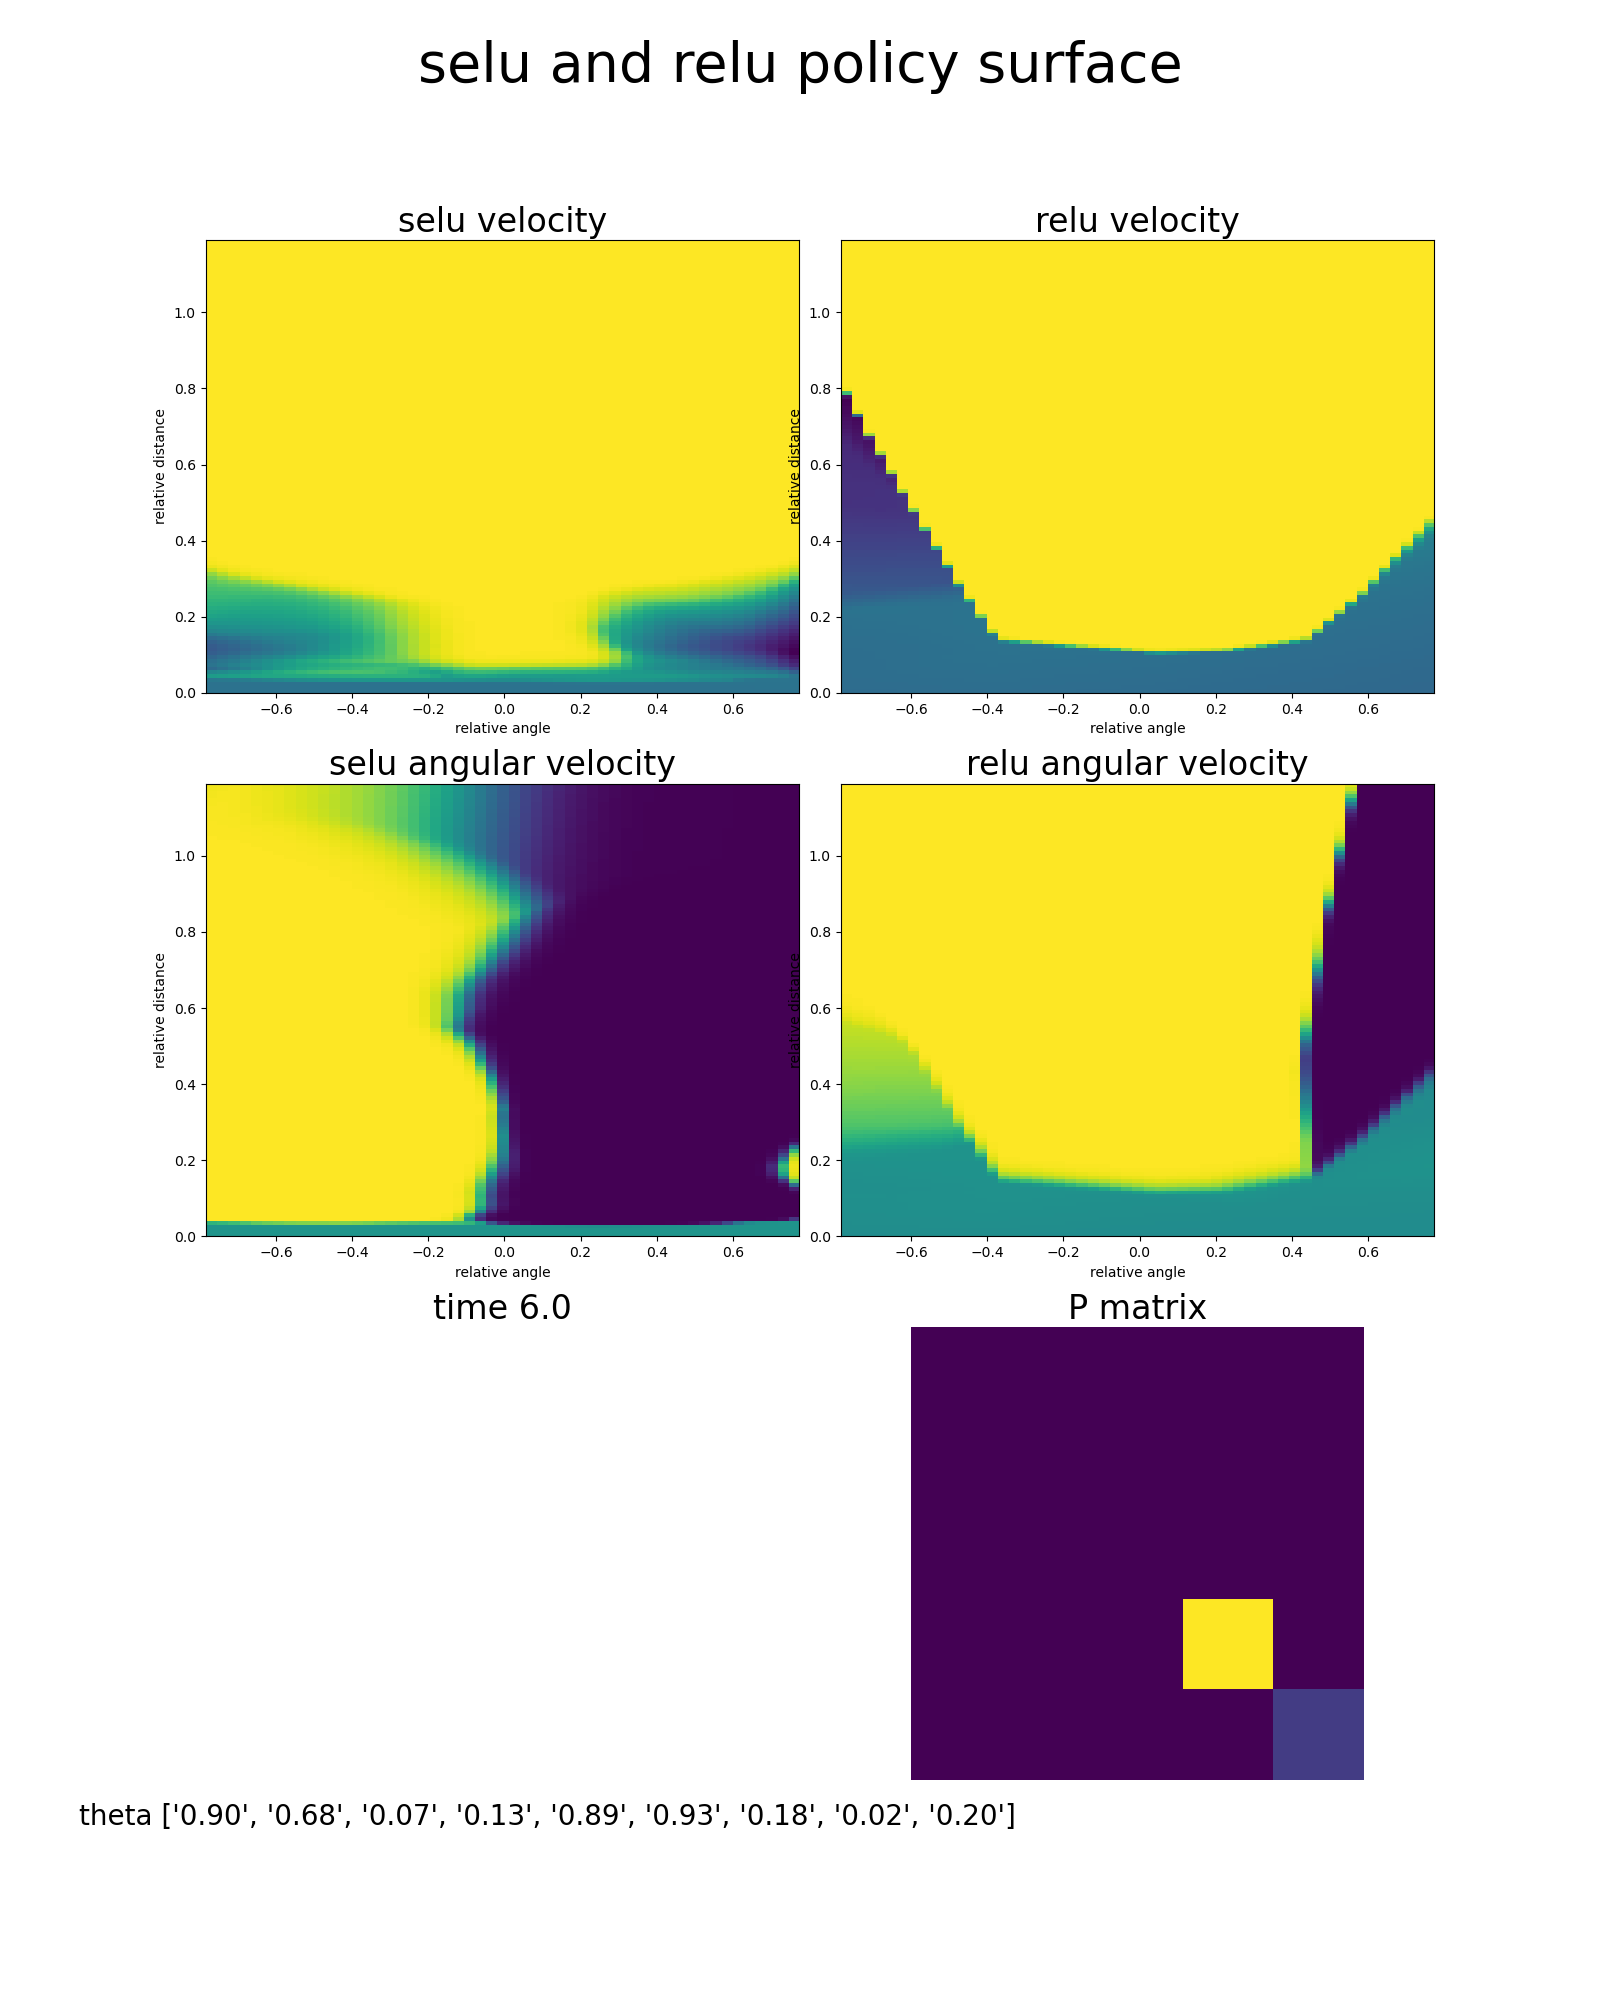 selu and relu policy surface
selu velocity
relu velocity
1.0
0.8
0.6
0.4
0.2
0.0
relative distance
−0.6 −0.4 −0.2 0.0 0.2 0.4 0.6
relative angle
1.0
0.8
0.6
0.4
0.2
0.0
relative distance
−0.6 −0.4 −0.2 0.0 0.2 0.4 0.6
relative angle
selu angular velocity
relu angular velocity
1.0
0.8
0.6
0.4
0.2
0.0
relative distance
−0.6 −0.4 −0.2 0.0 0.2 0.4 0.6
relative angle
1.0
0.8
0.6
0.4
0.2
0.0
relative distance
−0.6 −0.4 −0.2 0.0 0.2 0.4 0.6
relative angle
time 6.0
P matrix
theta ['0.90', '0.68', '0.07', '0.13', '0.89', '0.93', '0.18', '0.02', '0.20']